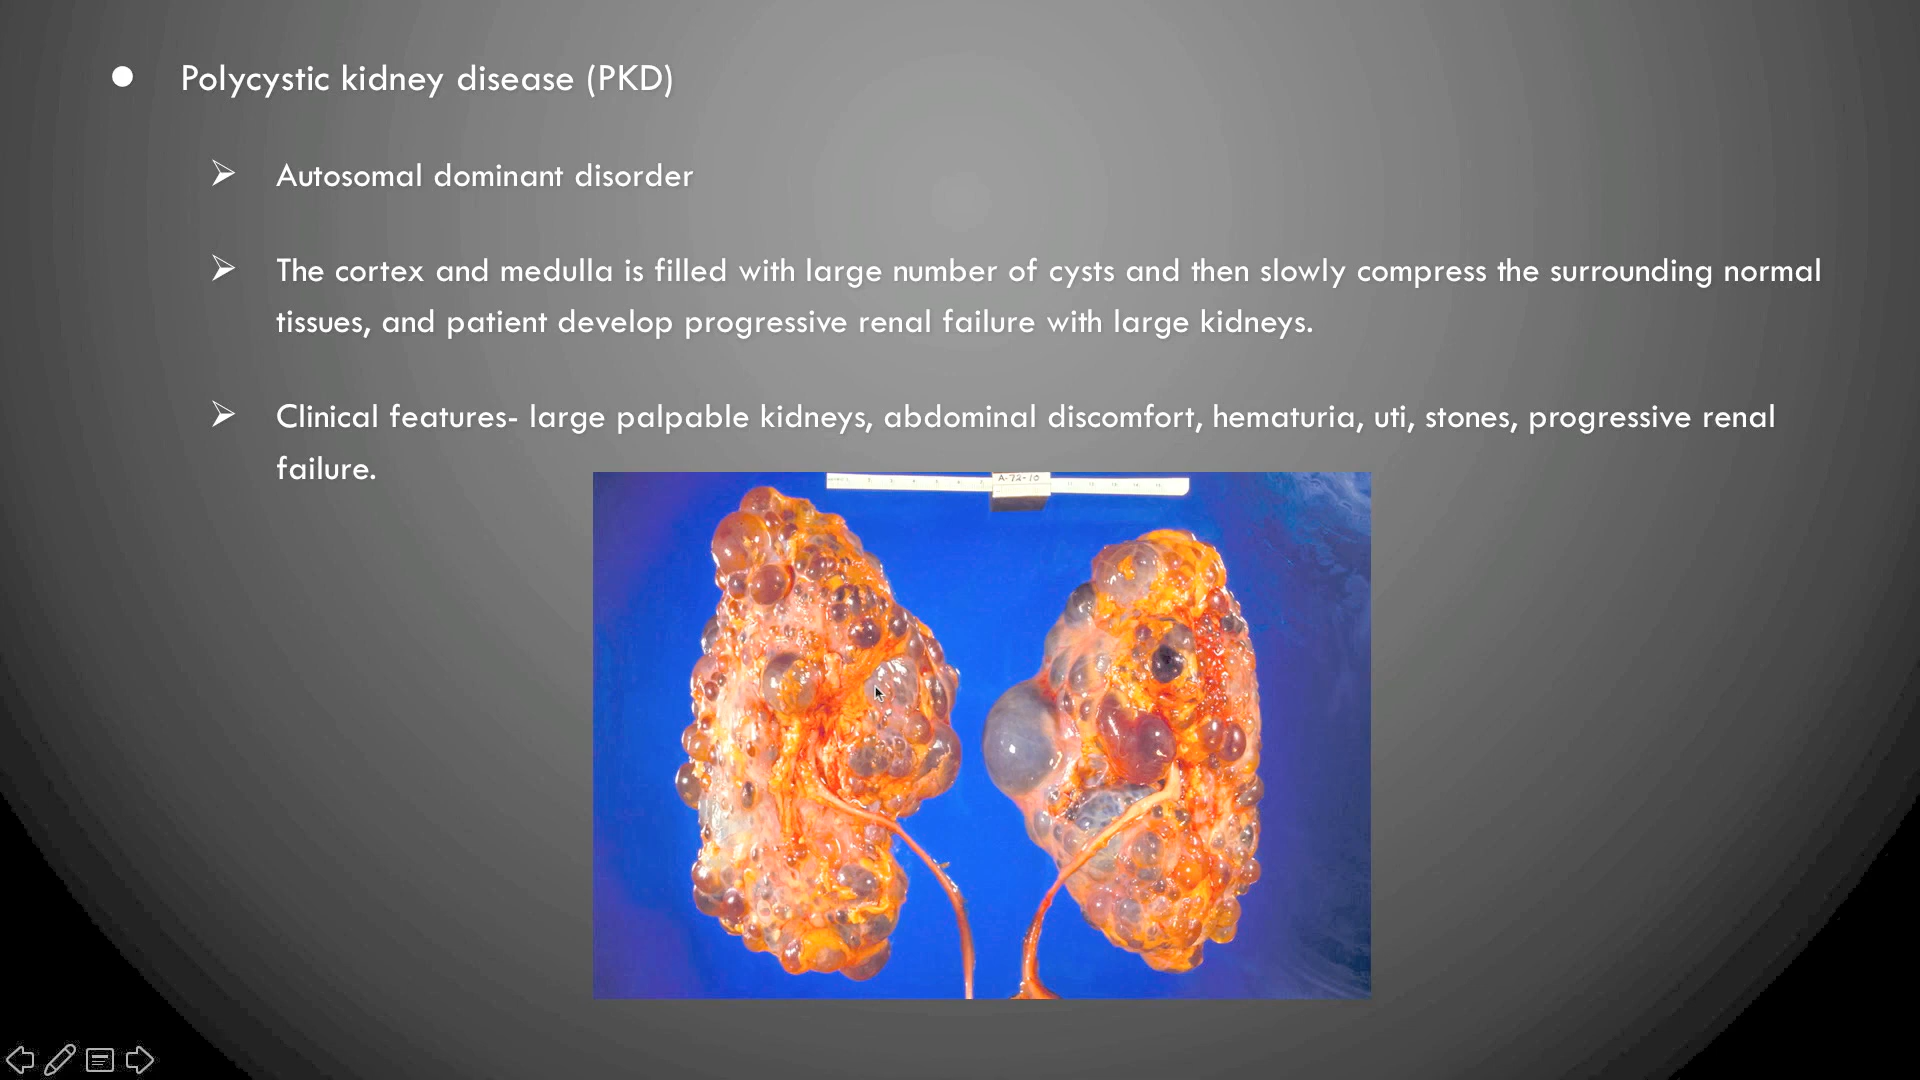 Polycystic kidney disease (PKD)
Autosomal dominant disorder
The cortex and medulla is filled with large number of cysts and then slowly compress the surrounding normal
tissues, and patient develop progressive renal failure with large kidneys.
Clinical features- large palpable kidneys, abdominal discomfort, hematuria, uti, stones, progressive renal
failure.
A-72-10